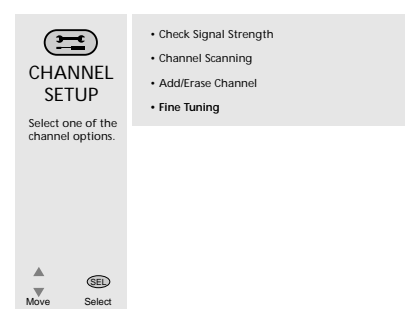 CHANNEL
SETUP
Select one of the
channel options.
• Check Signal Strength
• Channel Scanning
• Add/Erase Channel
• Fine Tuning
SEL
Move Select